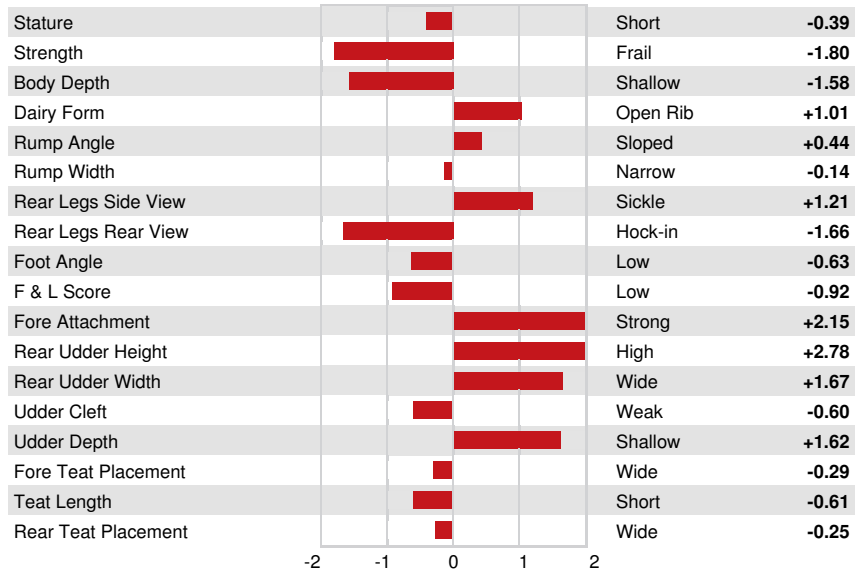 Stature Short -0.39
Strength Frail -1.80
Body Depth Shallow -1.58
Dairy Form Open Rib +1.01
Rump Angle Sloped +0.44
Rump Width Narrow -0.14
Rear Legs Side View Sickle +1.21
Rear Legs Rear View Hock-in -1.66
Foot Angle Low -0.63
F & L Score Low -0.92
Fore Attachment Strong +2.15
Rear Udder Height High +2.78
Rear Udder Width Wide +1.67
Udder Cleft Weak -0.60
Udder Depth Shallow +1.62
Fore Teat Placement Wide -0.29
Teat Length Short -0.61
Rear Teat Placement Wide -0.25
-2 -1 0 1 2